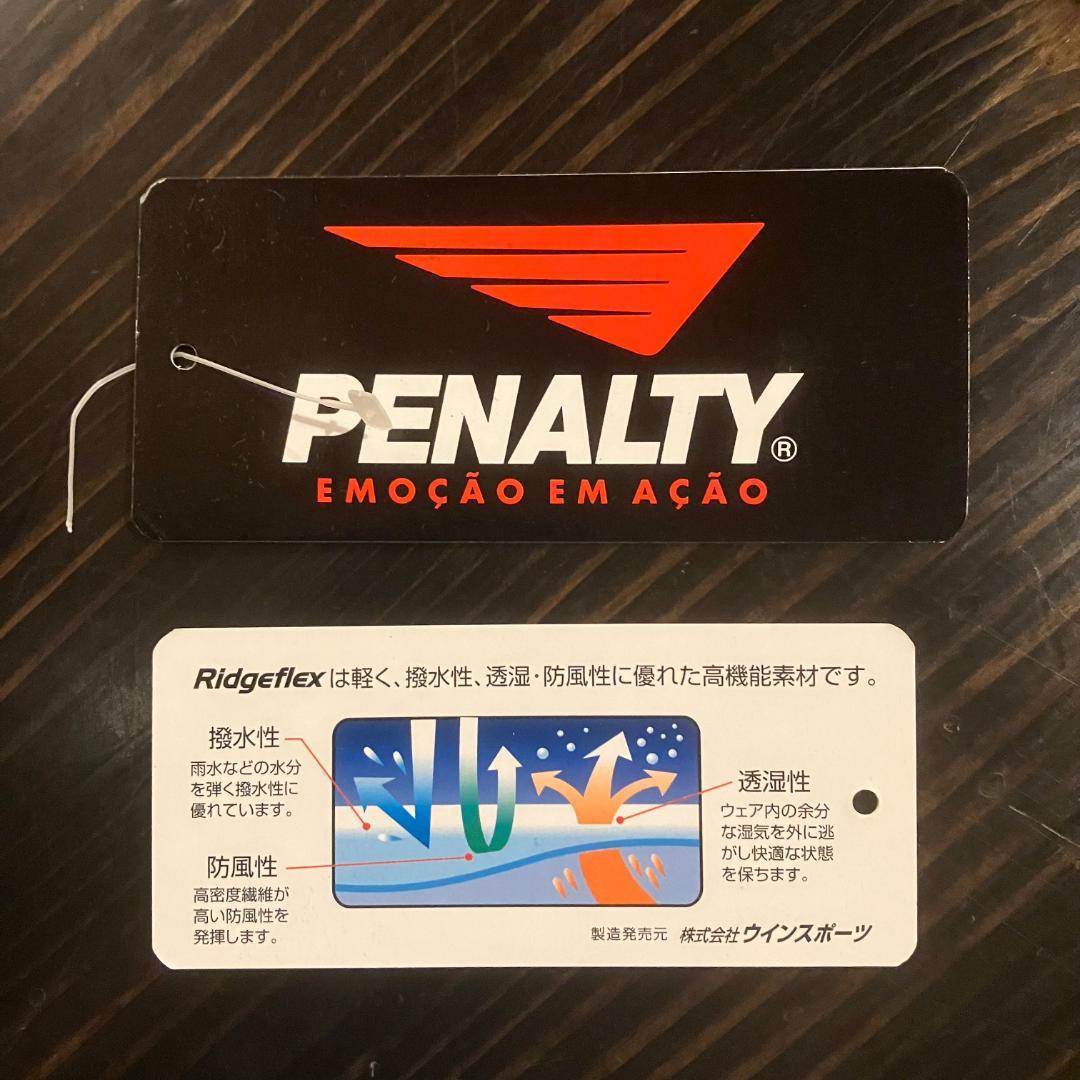 PENALTY®
EMOÇÃO EM AÇÃO
Ridgeflexは軽く、撥水性、透湿・防風性に優れた高機能素材です。
撥水性
雨水などの水分
を弾く撥水性に
優れています。
防風性
高密度繊維が
高い防風性を
発揮します。
透湿性
ウェア内の余分
な湿気を外に逃
がし快適な状態
を保ちます。
製造発売元 株式会社ウインスポーツ